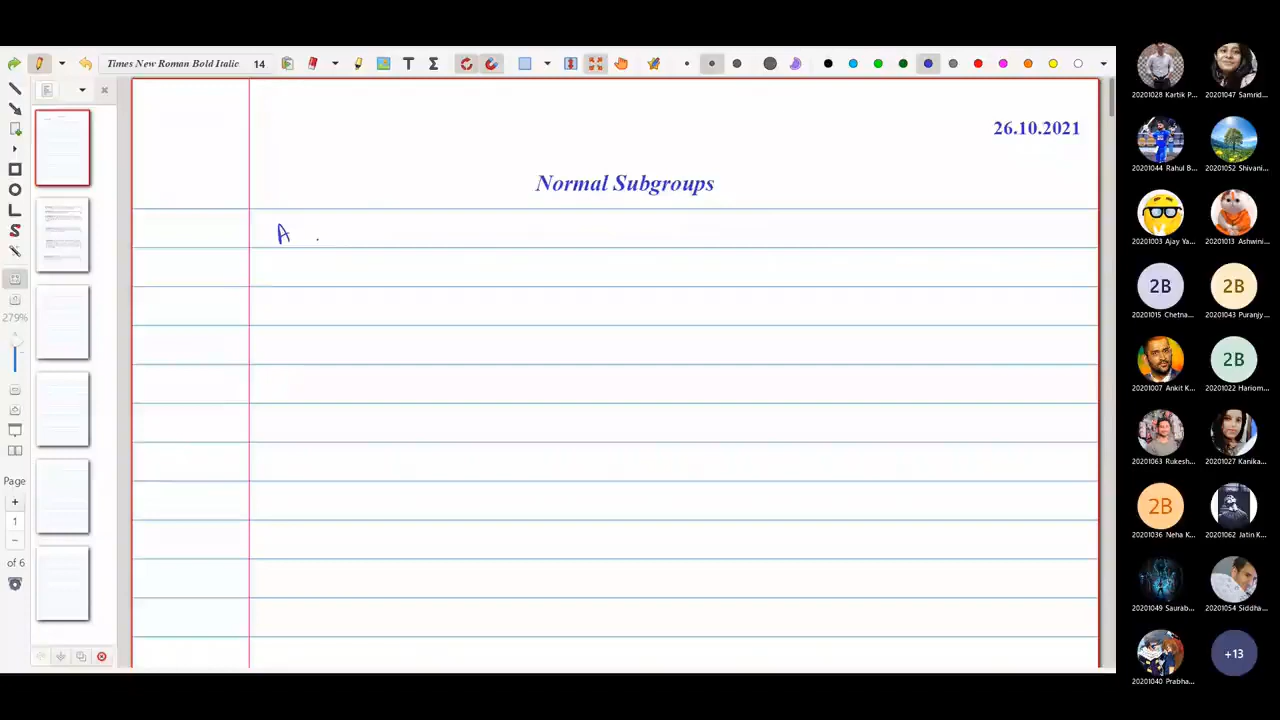 Times New Roman Bold Italic 14
26.10.2021
Normal Subgroups
A
279%
Page
1
of 6
20201028 Kartik P...
20201047 Samrid...
20201044 Rahul B...
20201052 Shivani...
20201003 Ajay Ya...
20201013 Ashwini...
2B
20201015 Chetna...
2B
20201043 Puranjy...
20201007 Ankit K...
2B
20201022 Hariom...
20201063 Rukesh...
20201027 Kanika...
2B
20201036 Neha K...
20201062 Jatin K...
20201049 Saurab...
20201054 Siddha...
20201040 Prabha...
+13